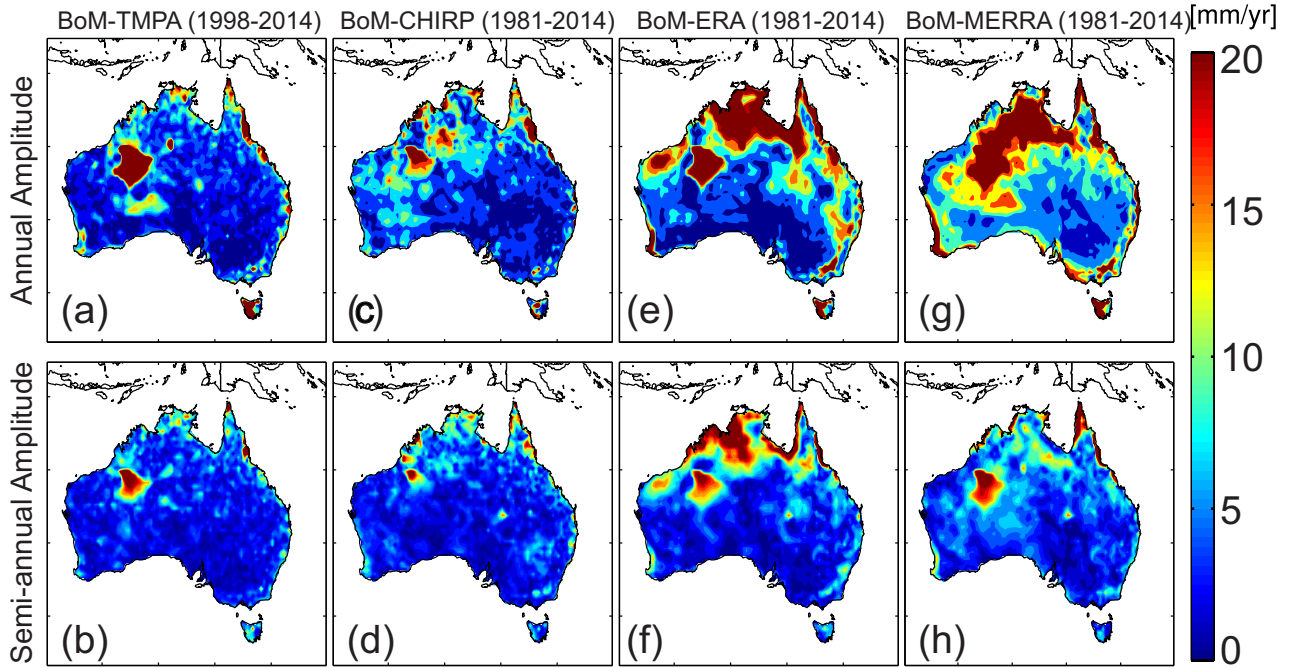 BoM-TMPA (1998-2014) BoM-CHIRP (1981-2014) BoM-ERA (1981-2014) BoM-MERRA (1981-2014) [mm/yr]
Annual Amplitude
(a) (c) (e) (g)
Semi-annual Amplitude
(b) (d) (f) (h)
20
15
10
5
0